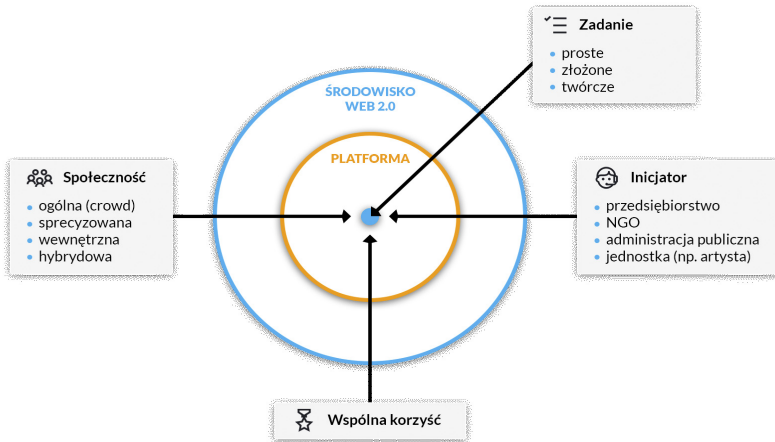 Zadanie
proste
złożone
twórcze
ŚRODOWISKO
WEB 2.0
PLATFORMA
Społeczność
ogólna (crowd)
sprecyzowana
wewnętrzna
hybrydowa
Inicjator
przedsiębiorstwo
NGO
administracja publiczna
jednostka (np. artysta)
Wspólna korzyść